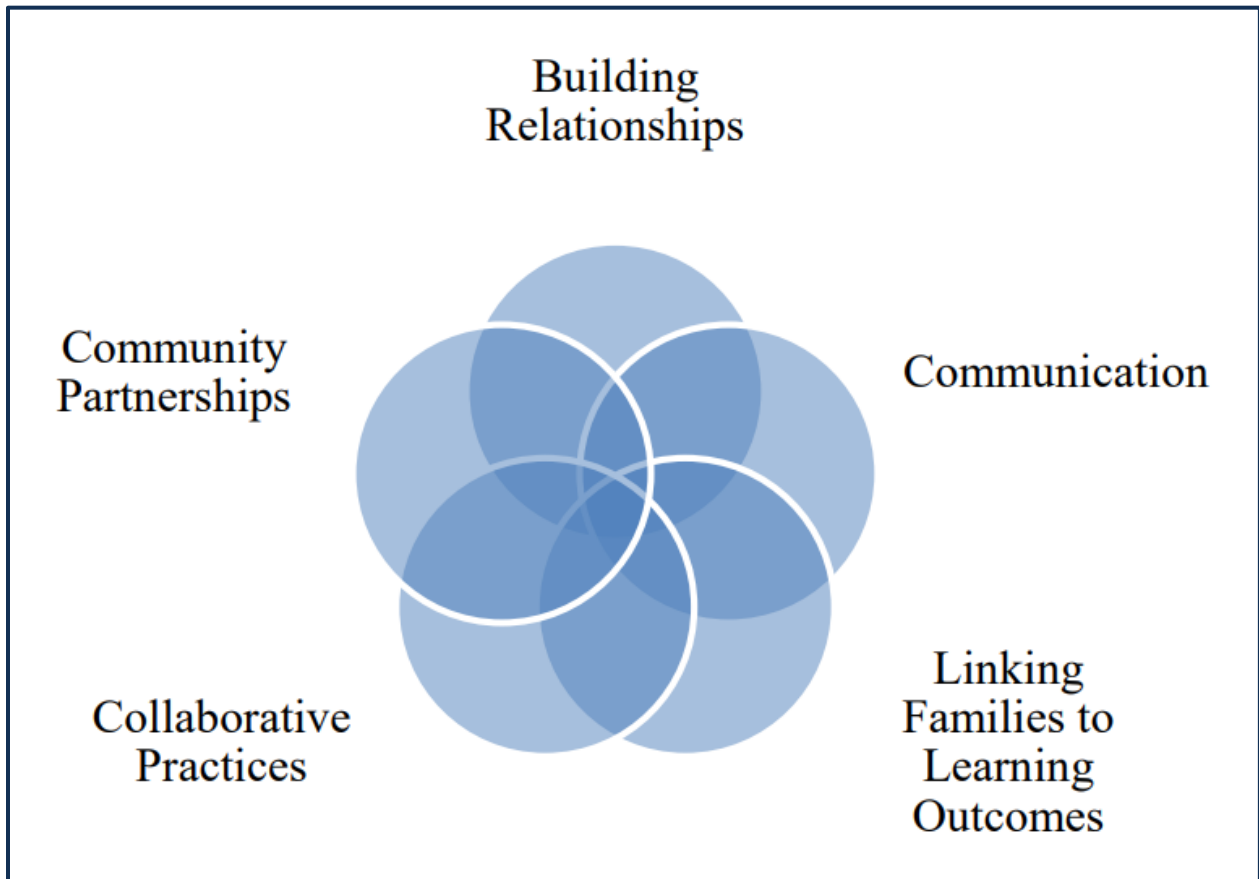 Building
Relationships
Community
Partnerships
Communication
Collaborative
Practices
Linking
Families to
Learning
Outcomes